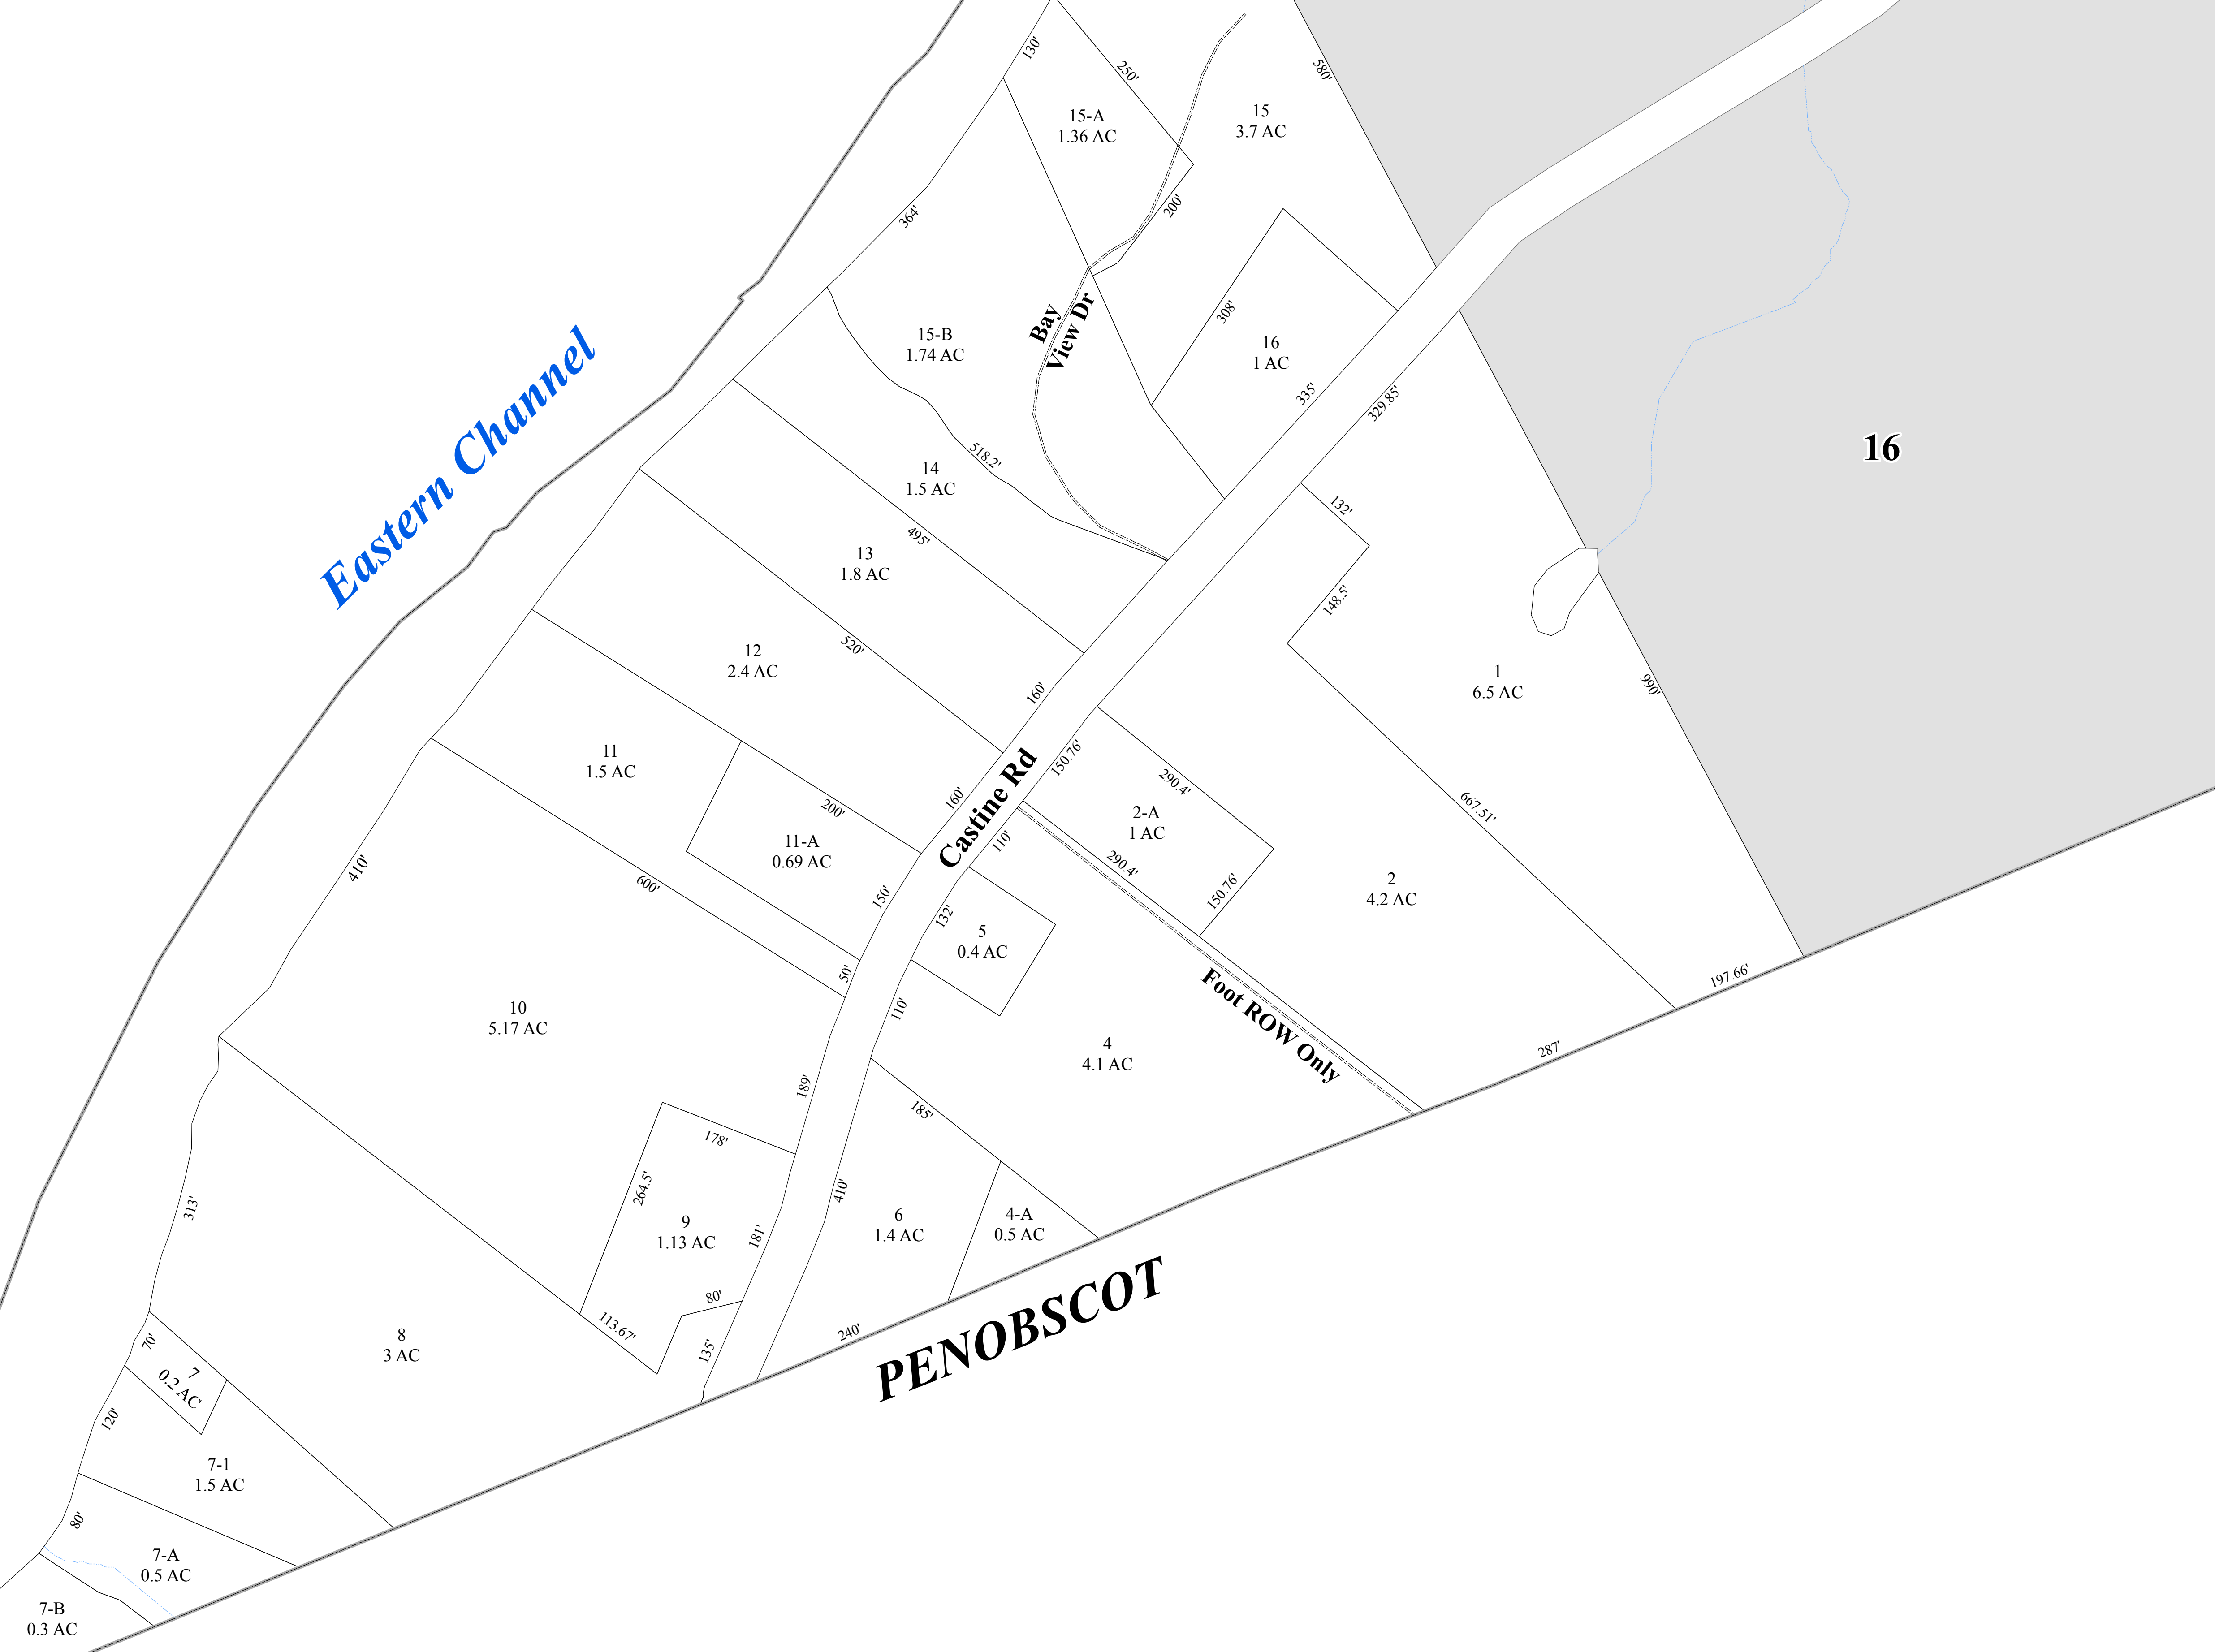 130'
250'
580'
15-A
1.36 AC
15
3.7 AC
364'
200'
308'
Bay
View Dr
15-B
1.74 AC
16
1 AC
335'
329.85'
Eastern Channel
16
518.2'
14
1.5 AC
495'
132'
13
1.8 AC
148.5'
520'
12
2.4 AC
1
6.5 AC
990'
160'
11
1.5 AC
150.76'
290.4'
160'
Castine Rd
200'
667.51'
2-A
1 AC
11-A
0.69 AC
110'
290.4'
410'
600'
150'
150.76'
2
4.2 AC
132'
5
0.4 AC
50'
197.66'
Foot ROW Only
10
5.17 AC
110'
4
4.1 AC
287'
189'
185'
178'
264.5'
410'
313'
9
1.13 AC
181'
6
1.4 AC
4-A
0.5 AC
80'
PENOBSCOT
113.67'
240'
135'
8
3 AC
70'
7
0.2 AC
120'
7-1
1.5 AC
80'
7-A
0.5 AC
7-B
0.3 AC